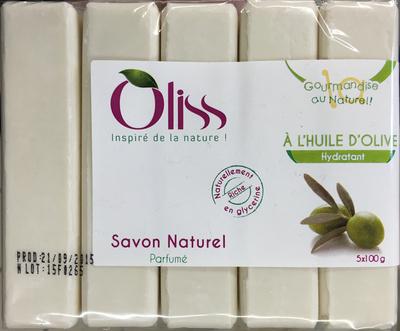 Oliss
Inspiré de la nature !
Gourmandise
au Naturel!
À L'HUILE D'OLIVE
Hydratant
Naturellement
Riche
en Glycérine
Savon Naturel
Parfumé
5x100g
PROD:21/09/2015
N LOT:15F0265